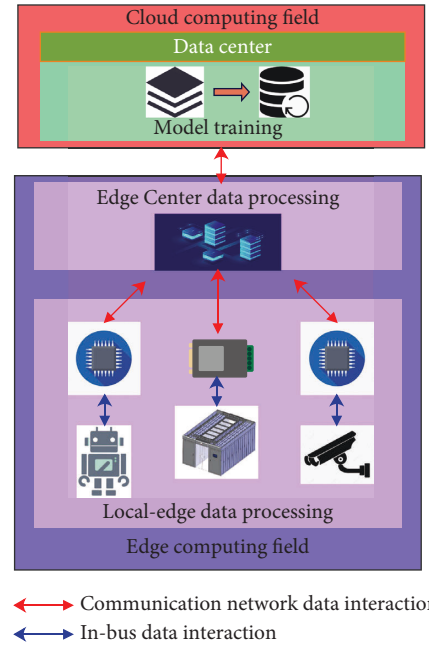 Cloud computing field
Data center
Model training
Edge Center data processing
Local-edge data processing
Edge computing field
Communication network data interaction
In-bus data interaction